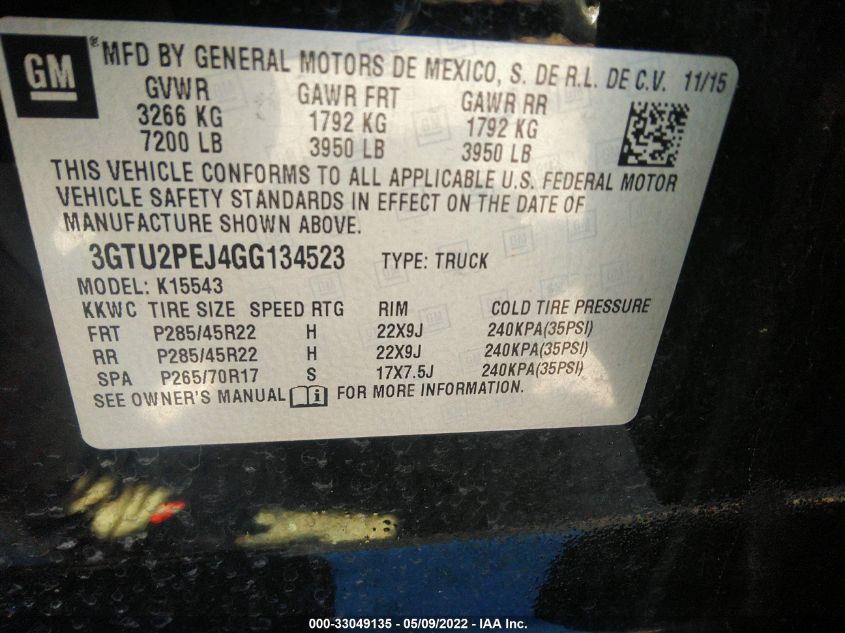 GM ® MFD BY GENERAL MOTORS DE MEXICO, S. DE R.L. DE C.V. 11/15
GVWR GAWR FRT GAWR RR
3266 KG 1792 KG 1792 KG
7200 LB 3950 LB 3950 LB
THIS VEHICLE CONFORMS TO ALL APPLICABLE U.S. FEDERAL MOTOR
VEHICLE SAFETY STANDARDS IN EFFECT ON THE DATE OF
MANUFACTURE SHOWN ABOVE.
3GTU2PEJ4GG134523 TYPE: TRUCK
MODEL: K15543
KKWC TIRE SIZE SPEED RTG RIM COLD TIRE PRESSURE
FRT P285/45R22 H 22X9J 240KPA(35PSI)
RR P285/45R22 H 22X9J 240KPA(35PSI)
SPA P265/70R17 S 17X7.5J 240KPA(35PSI)
SEE OWNER'S MANUAL i FOR MORE INFORMATION.
000-33049135 - 05/09/2022 - IAA Inc.